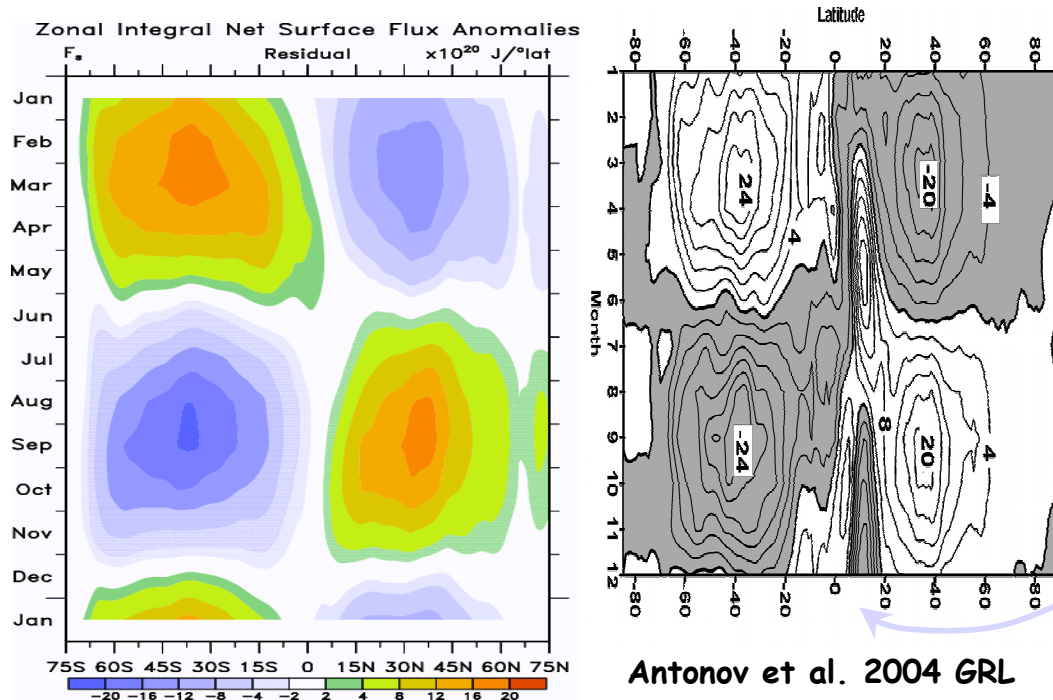 Zonal Integral Net Surface Flux Anomalies
Fs Residual x10²⁰ J/°lat
Jan
Feb
Mar
Apr
May
Jun
Jul
Aug
Sep
Oct
Nov
Dec
Jan
75S 60S 45S 30S 15S 0 15N 30N 45N 60N 75N
-20 -16 -12 -8 -4 -2 2 4 8 12 16 20
Latitude
-80 -60 -40 -20 0 20 40 60 80
1
2
3
4
5
6
7
8
9
10
11
12
Month
24
-20
-4
4
8
-24
20
4
-80 -60 -40 -20 0 20 40 60 80
Antonov et al. 2004 GRL